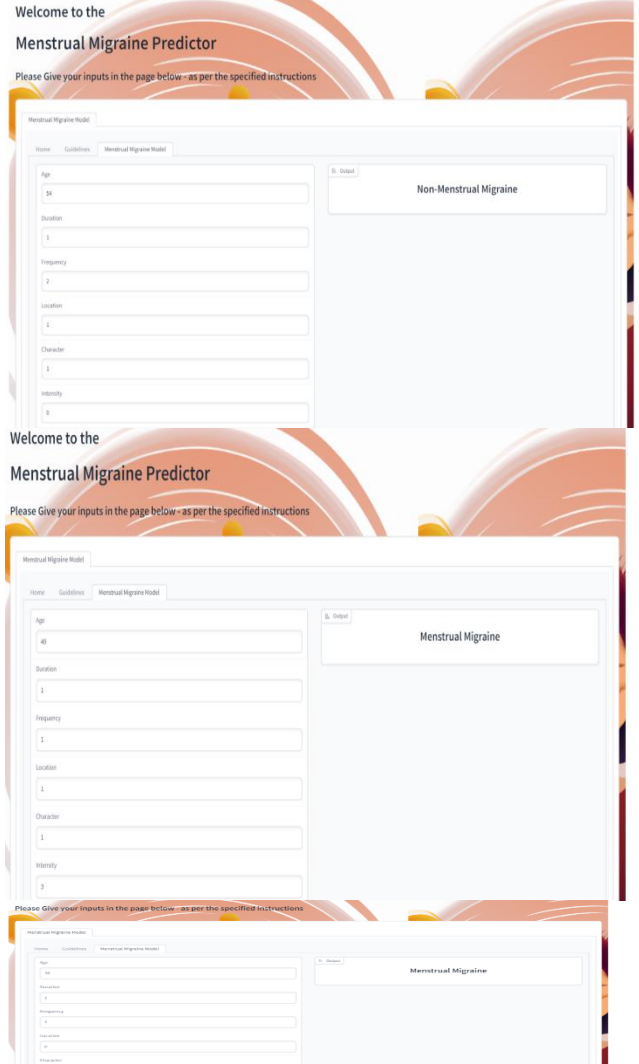 Welcome to the
Menstrual Migraine Predictor
Please Give your inputs in the page below - as per the specified instructions
Menstrual Migraine Model
Home Guidelines Menstrual Migraine Model
Age
54
Duration
1
Frequency
2
Location
1
Character
1
Intensity
0
Output
Non-Menstrual Migraine
Welcome to the
Menstrual Migraine Predictor
Please Give your inputs in the page below - as per the specified instructions
Menstrual Migraine Model
Home Guidelines Menstrual Migraine Model
Age
Duration
1
Frequency
1
Location
1
Character
1
Intensity
3
Output
Menstrual Migraine
Please Give your inputs in the page below - as per the specified instructions
Menstrual Migraine Model
Home Guidelines Menstrual Migraine Model
Age
Duration
Frequency
Location
0
Character
Output
Menstrual Migraine